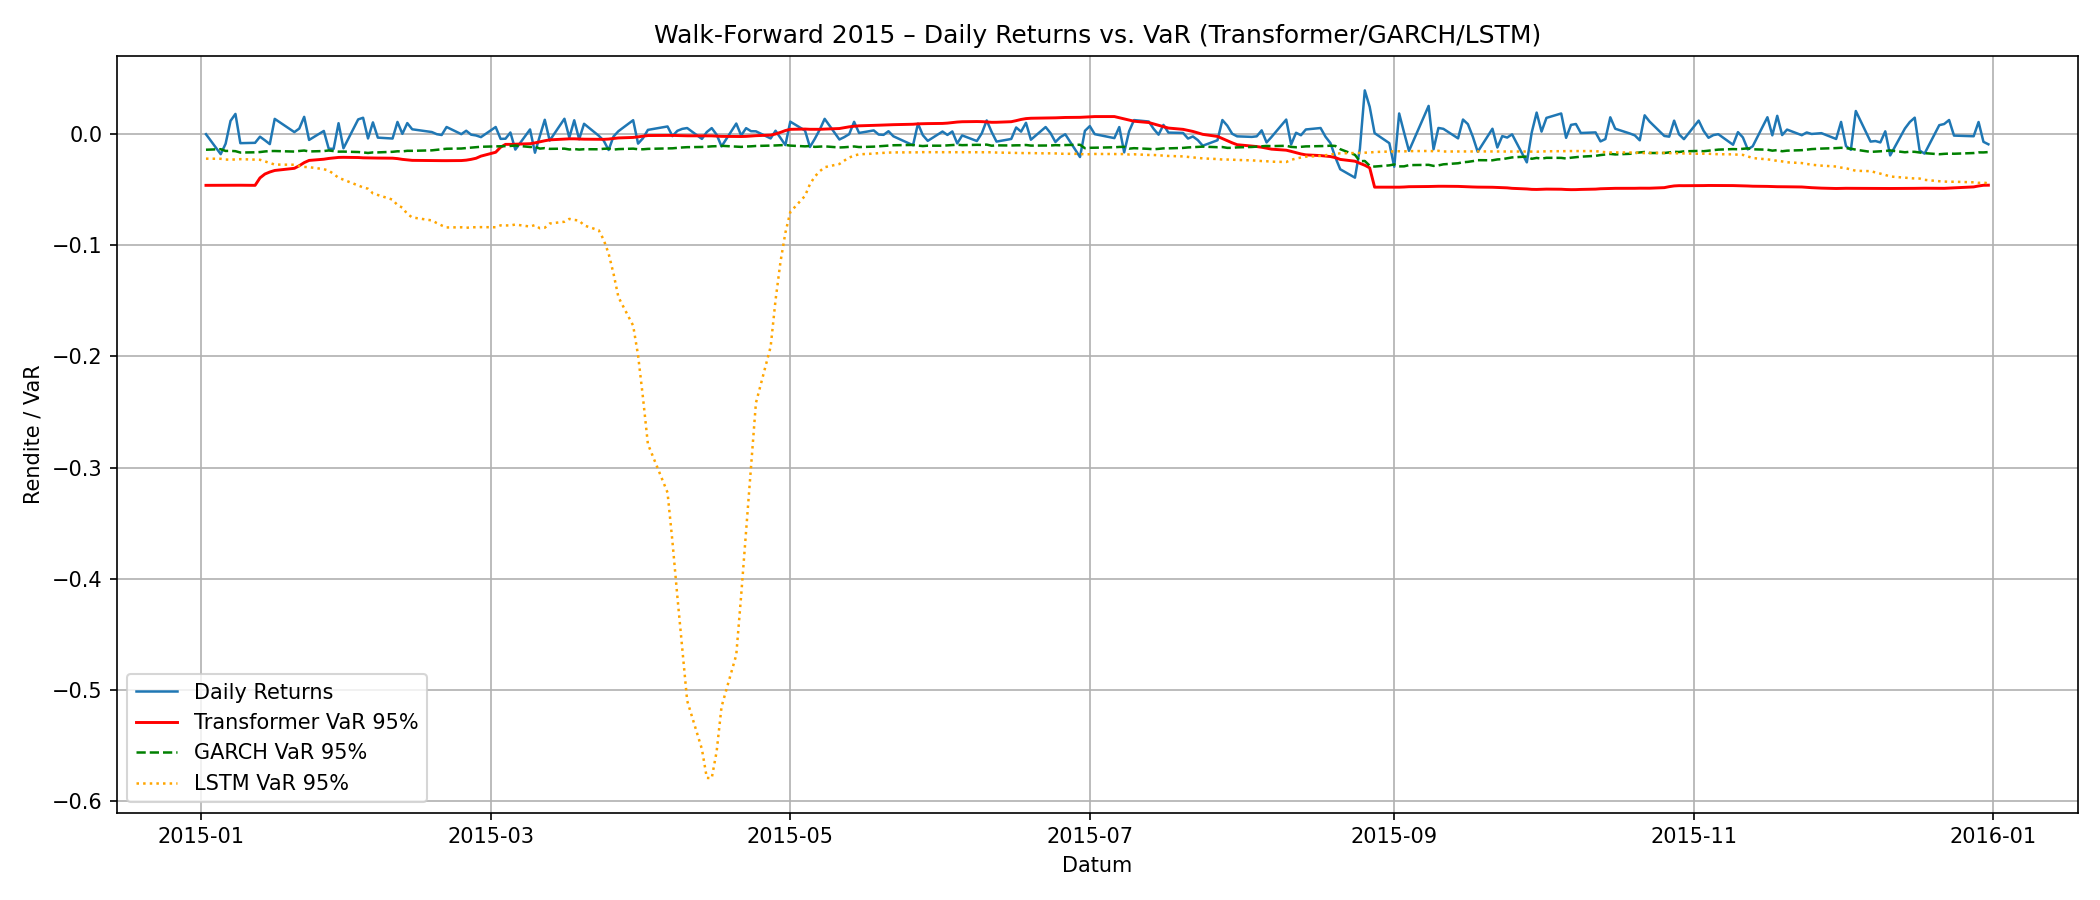 Walk-Forward 2015 – Daily Returns vs. VaR (Transformer/GARCH/LSTM)
Rendite / VaR
0.0
−0.1
−0.2
−0.3
−0.4
−0.5
−0.6
Daily Returns
Transformer VaR 95%
GARCH VaR 95%
LSTM VaR 95%
2015-01 2015-03 2015-05 2015-07 2015-09 2015-11 2016-01
Datum